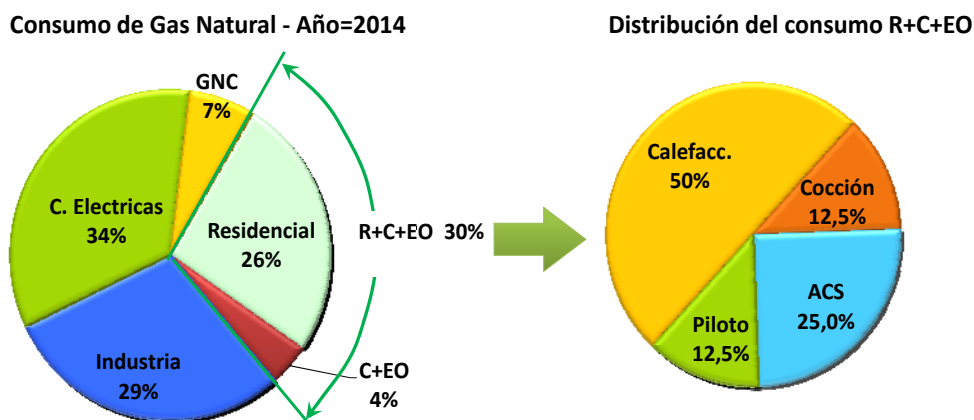 Consumo de Gas Natural - Año=2014
GNC
7%
C. Electricas
34%
Residencial
26%
R+C+EO 30%
Industria
29%
C+EO
4%
Distribución del consumo R+C+EO
Calefacc.
50%
Cocción
12,5%
ACS
25,0%
Piloto
12,5%